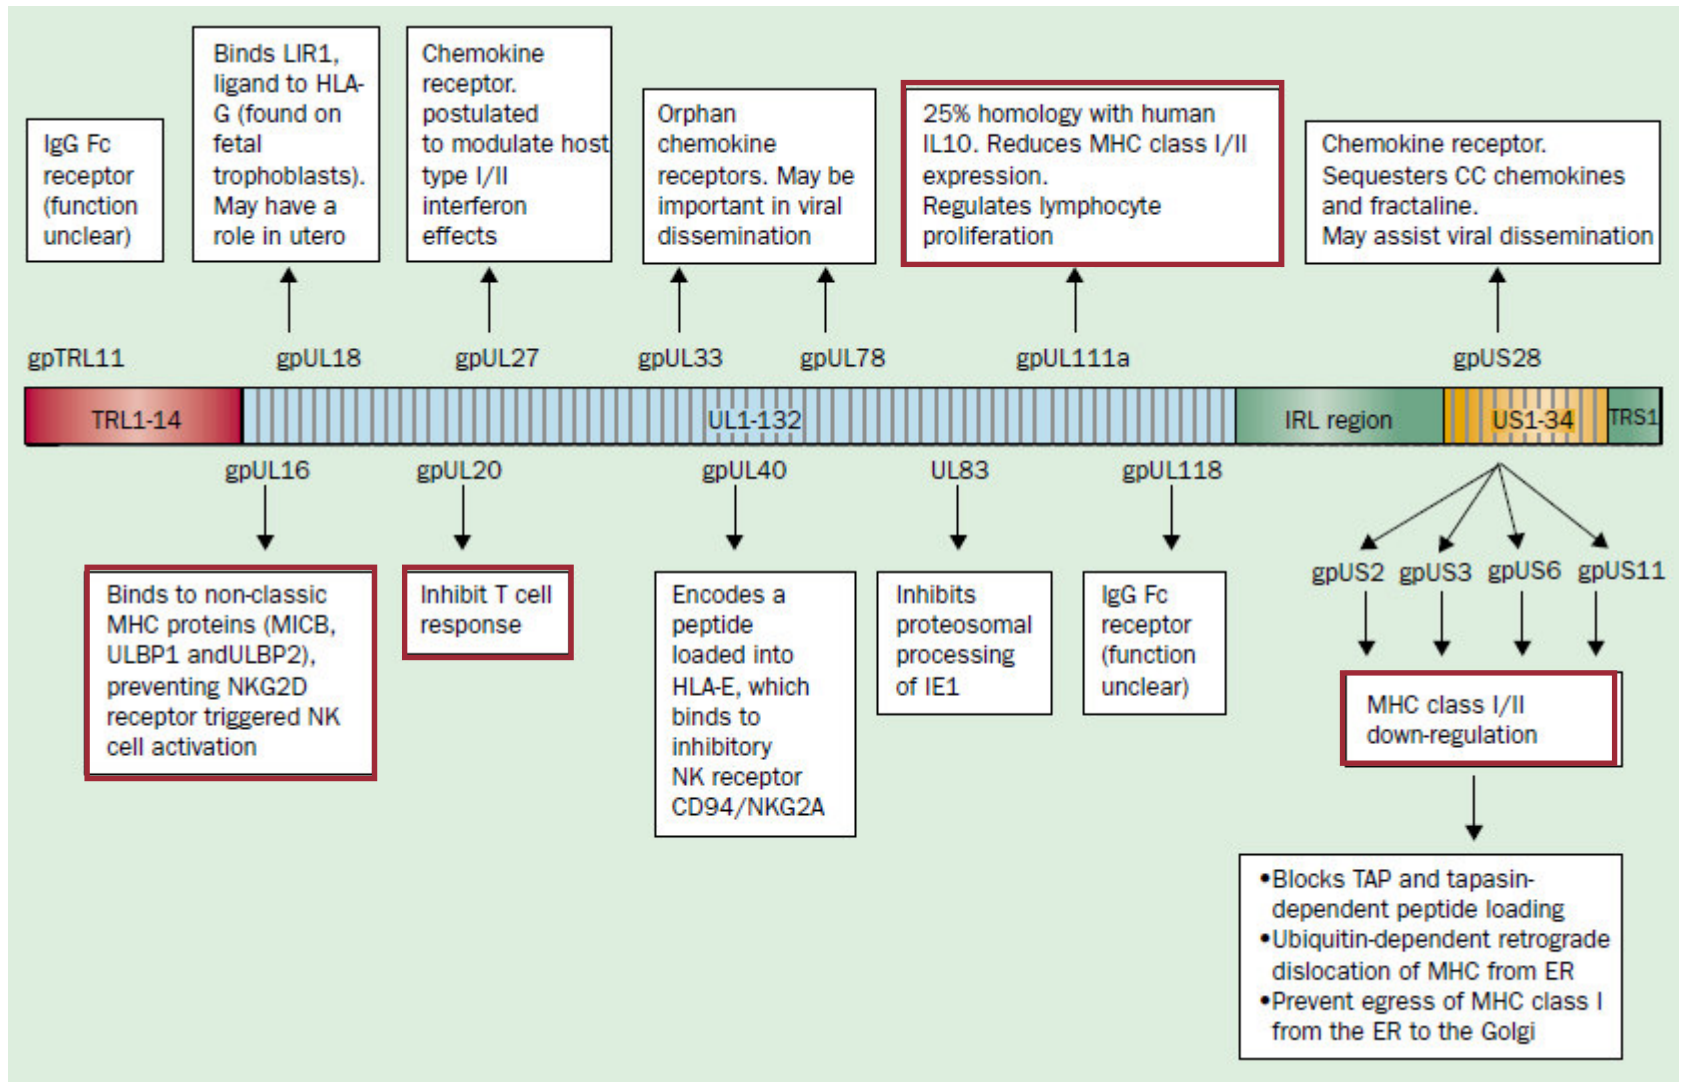 IgG Fc
receptor
(function
unclear)
Binds LIR1,
ligand to HLA-
G (found on
fetal
trophoblasts).
May have a
role in utero
Chemokine
receptor.
postulated
to modulate host
type I/II
interferon
effects
Orphan
chemokine
receptors. May be
important in viral
dissemination
25% homology with human
IL10. Reduces MHC class I/II
expression.
Regulates lymphocyte
proliferation
Chemokine receptor.
Sequesters CC chemokines
and fractaline.
May assist viral dissemination
gpTRL11
gpUL18
gpUL27
gpUL33
gpUL78
gpUL111a
gpUS28
TRL1-14
UL1-132
IRL region
US1-34
TRS1
gpUL16
gpUL20
gpUL40
UL83
gpUL118
gpUS2
gpUS3
gpUS6
gpUS11
Binds to non-classic
MHC proteins (MICB,
ULBP1 andULBP2),
preventing NKG2D
receptor triggered NK
cell activation
Inhibit T cell
response
Encodes a
peptide
loaded into
HLA-E, which
binds to
inhibitory
NK receptor
CD94/NKG2A
Inhibits
proteosomal
processing
of IE1
IgG Fc
receptor
(function
unclear)
MHC class I/II
down-regulation
•Blocks TAP and tapasin-
dependent peptide loading
•Ubiquitin-dependent retrograde
dislocation of MHC from ER
•Prevent egress of MHC class I
from the ER to the Golgi